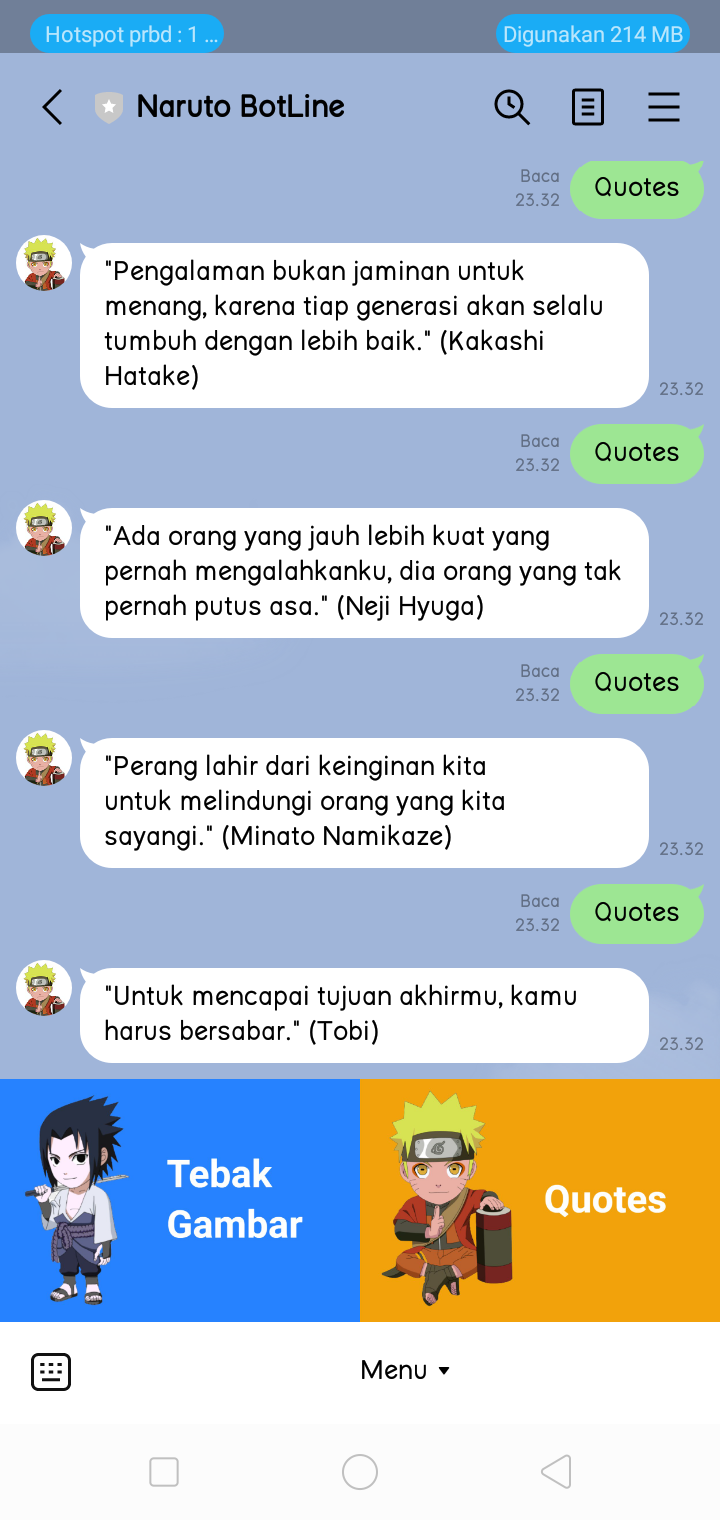 Hotspot prbd : 1 ...
Digunakan 214 MB
Naruto BotLine
Baca
23.32
Quotes
"Pengalaman bukan jaminan untuk
menang, karena tiap generasi akan selalu
tumbuh dengan lebih baik." (Kakashi
Hatake)
23.32
Baca
23.32
Quotes
"Ada orang yang jauh lebih kuat yang
pernah mengalahkanku, dia orang yang tak
pernah putus asa." (Neji Hyuga)
23.32
Baca
23.32
Quotes
"Perang lahir dari keinginan kita
untuk melindungi orang yang kita
sayangi." (Minato Namikaze)
23.32
Baca
23.32
Quotes
"Untuk mencapai tujuan akhirmu, kamu
harus bersabar." (Tobi)
23.32
Tebak
Gambar
Quotes
Menu